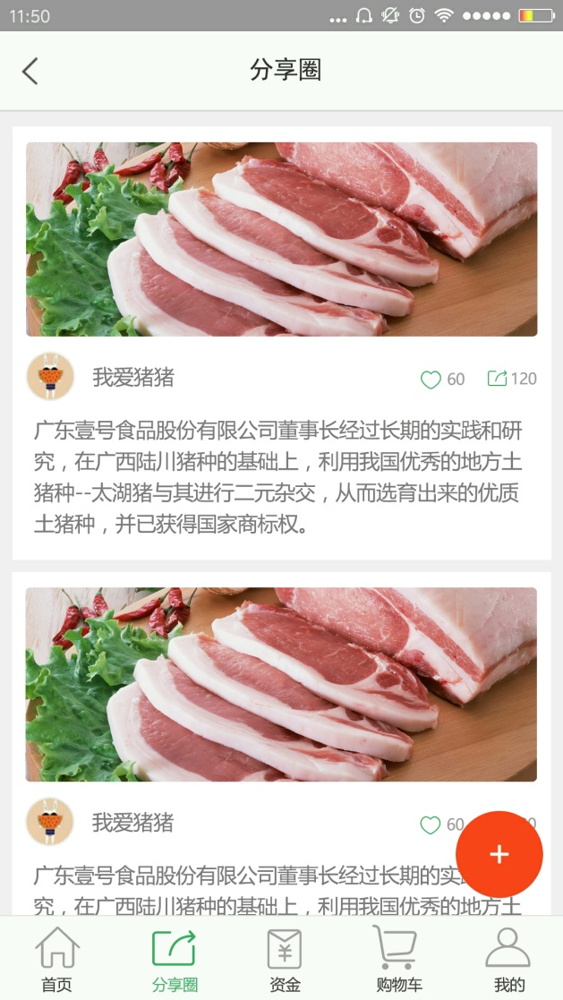 11:50
分享圈
我爱猪猪
60
120
广东壹号食品股份有限公司董事长经过长期的实践和研
究，在广西陆川猪种的基础上，利用我国优秀的地方土
猪种--太湖猪与其进行二元杂交，从而选育出来的优质
土猪种，并已获得国家商标权。
我爱猪猪
60
广东壹号食品股份有限公司董事长经过长期的实
究，在广西陆川猪种的基础上，利用我国优秀的地方土
首页
分享圈
资金
购物车
我的